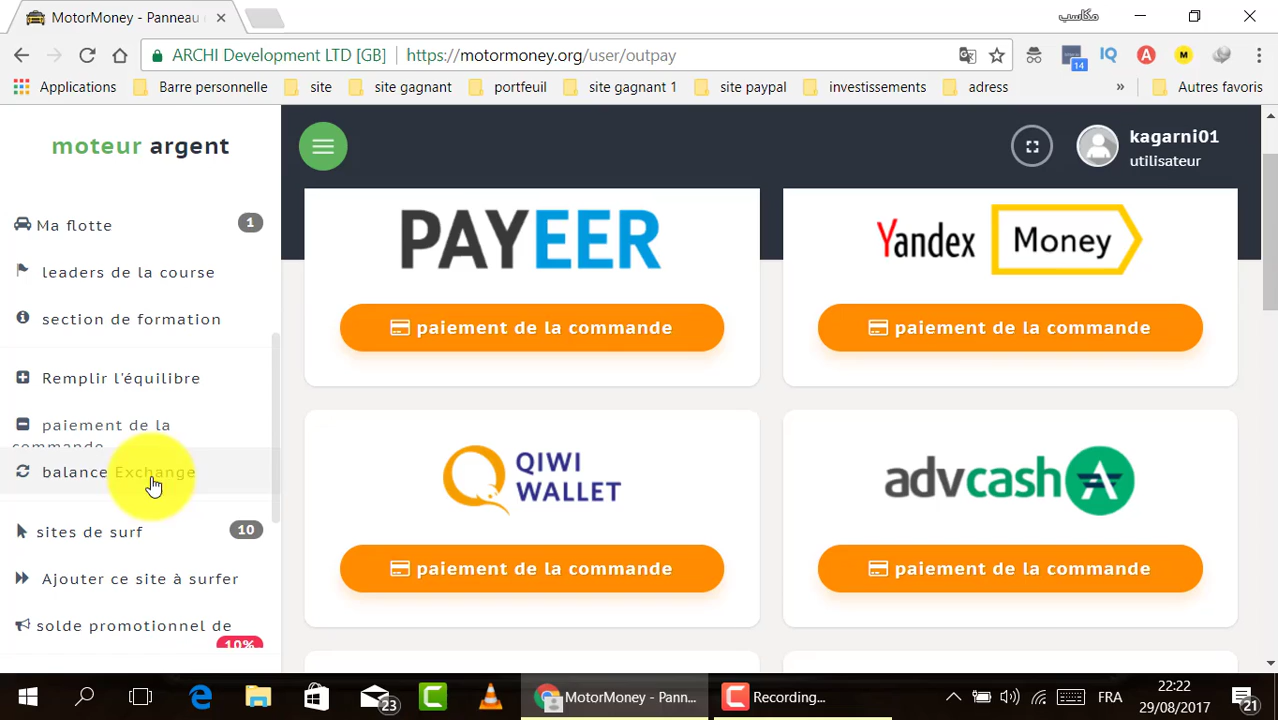 MotorMoney - Panneau
مكاسب
ARCHI Development LTD [GB] https://motormoney.org/user/outpay
14 IQ A M
Applications Barre personnelle site site gagnant portfeuil site gagnant 1 site paypal investissements adress » Autres favoris
moteur argent
kagarni01
utilisateur
Ma flotte 1
leaders de la course
section de formation
Remplir l'équilibre
paiement de la
commande
balance Exchange
sites de surf 10
Ajouter ce site à surfer
solde promotionnel de
10%
PAYEER
paiement de la commande
Yandex Money
paiement de la commande
QIWI
WALLET
paiement de la commande
advcash
paiement de la commande
23
MotorMoney - Pann...
Recording...
FRA
22:22
29/08/2017
21